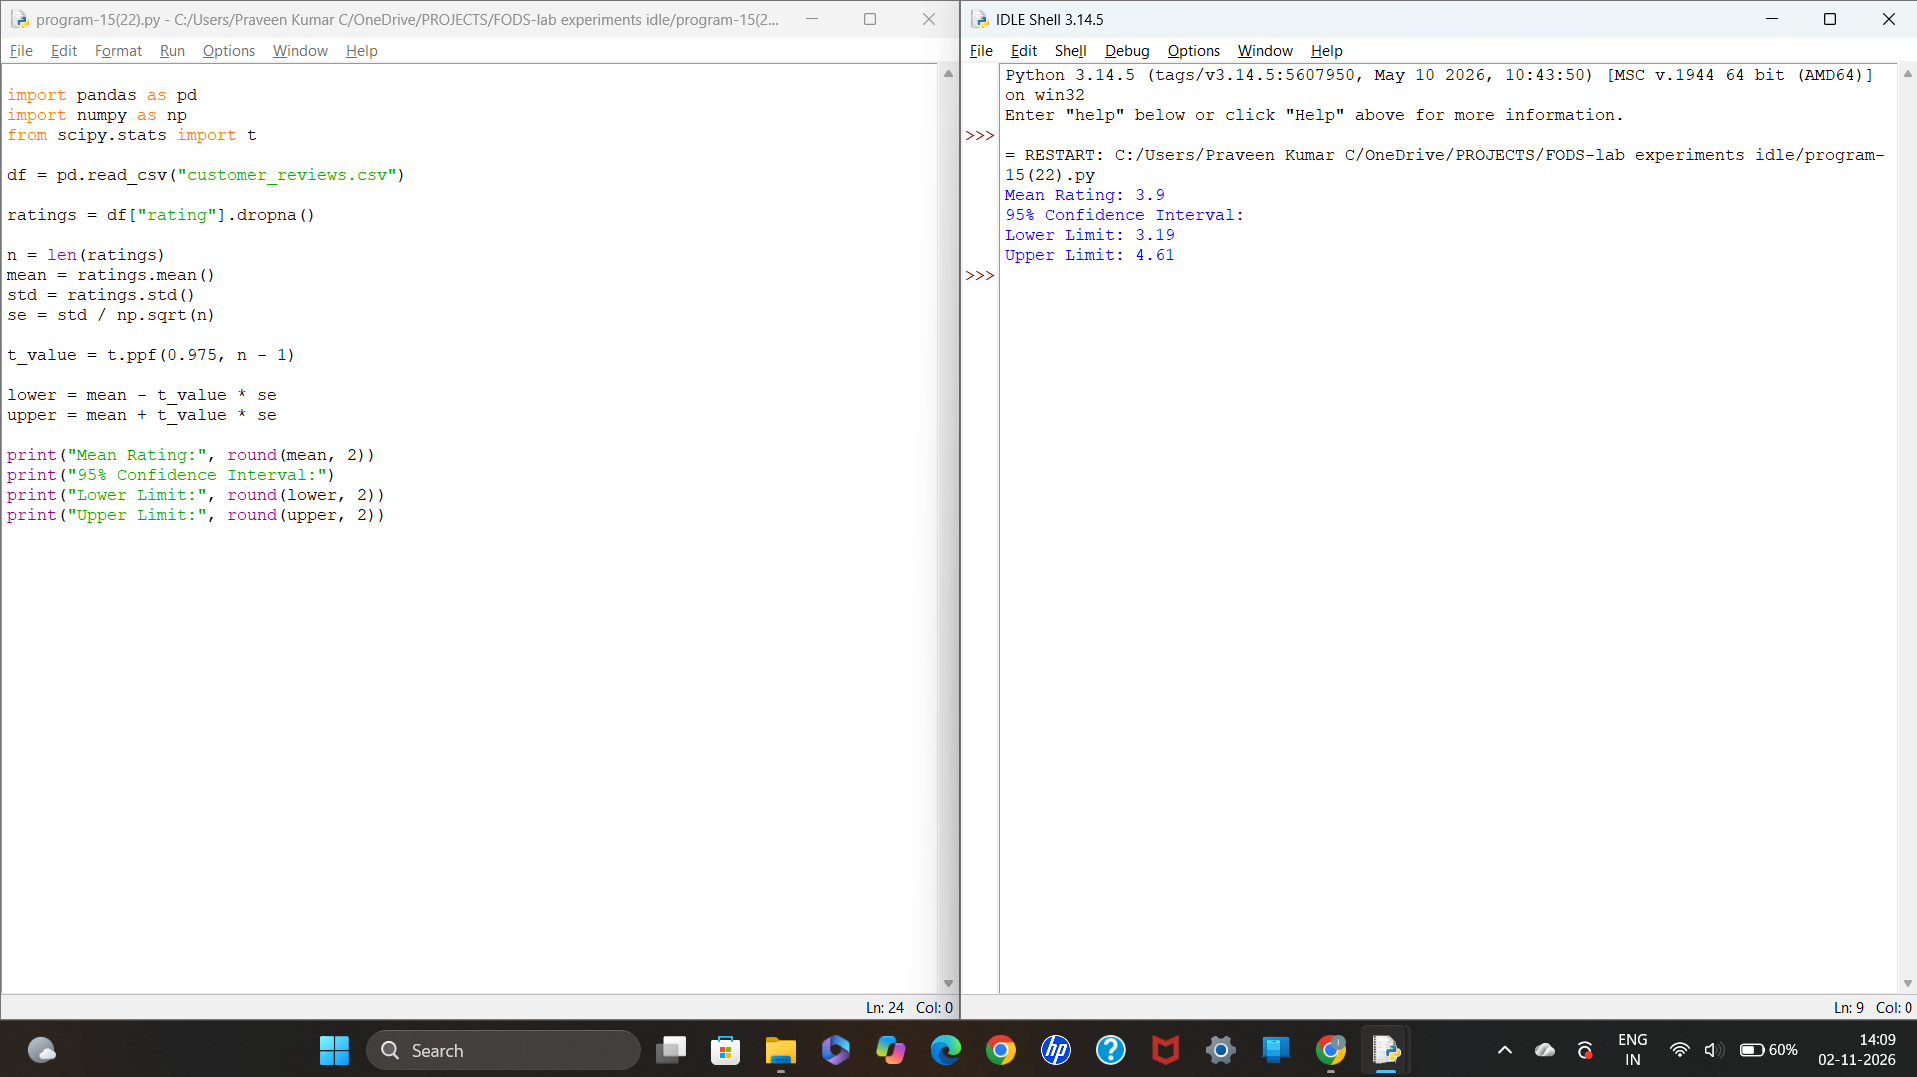 program-15(22).py - C:/Users/Praveen Kumar C/OneDrive/PROJECTS/FODS-lab experiments idle/program-15(2...
File Edit Format Run Options Window Help
import pandas as pd
import numpy as np
from scipy.stats import t
df = pd.read_csv("customer_reviews.csv")
ratings = df["rating"].dropna()
n = len(ratings)
mean = ratings.mean()
std = ratings.std()
se = std / np.sqrt(n)
t_value = t.ppf(0.975, n - 1)
lower = mean - t_value * se
upper = mean + t_value * se
print("Mean Rating:", round(mean, 2))
print("95% Confidence Interval:")
print("Lower Limit:", round(lower, 2))
print("Upper Limit:", round(upper, 2))
Ln: 24 Col: 0
IDLE Shell 3.14.5
File Edit Shell Debug Options Window Help
Python 3.14.5 (tags/v3.14.5:5607950, May 10 2026, 10:43:50) [MSC v.1944 64 bit (AMD64)]
on win32
Enter "help" below or click "Help" above for more information.
>>>
= RESTART: C:/Users/Praveen Kumar C/OneDrive/PROJECTS/FODS-lab experiments idle/program-
15(22).py
Mean Rating: 3.9
95% Confidence Interval:
Lower Limit: 3.19
Upper Limit: 4.61
>>>
Ln: 9 Col: 0
Search
hp
ENG
IN
60%
14:09
02-11-2026